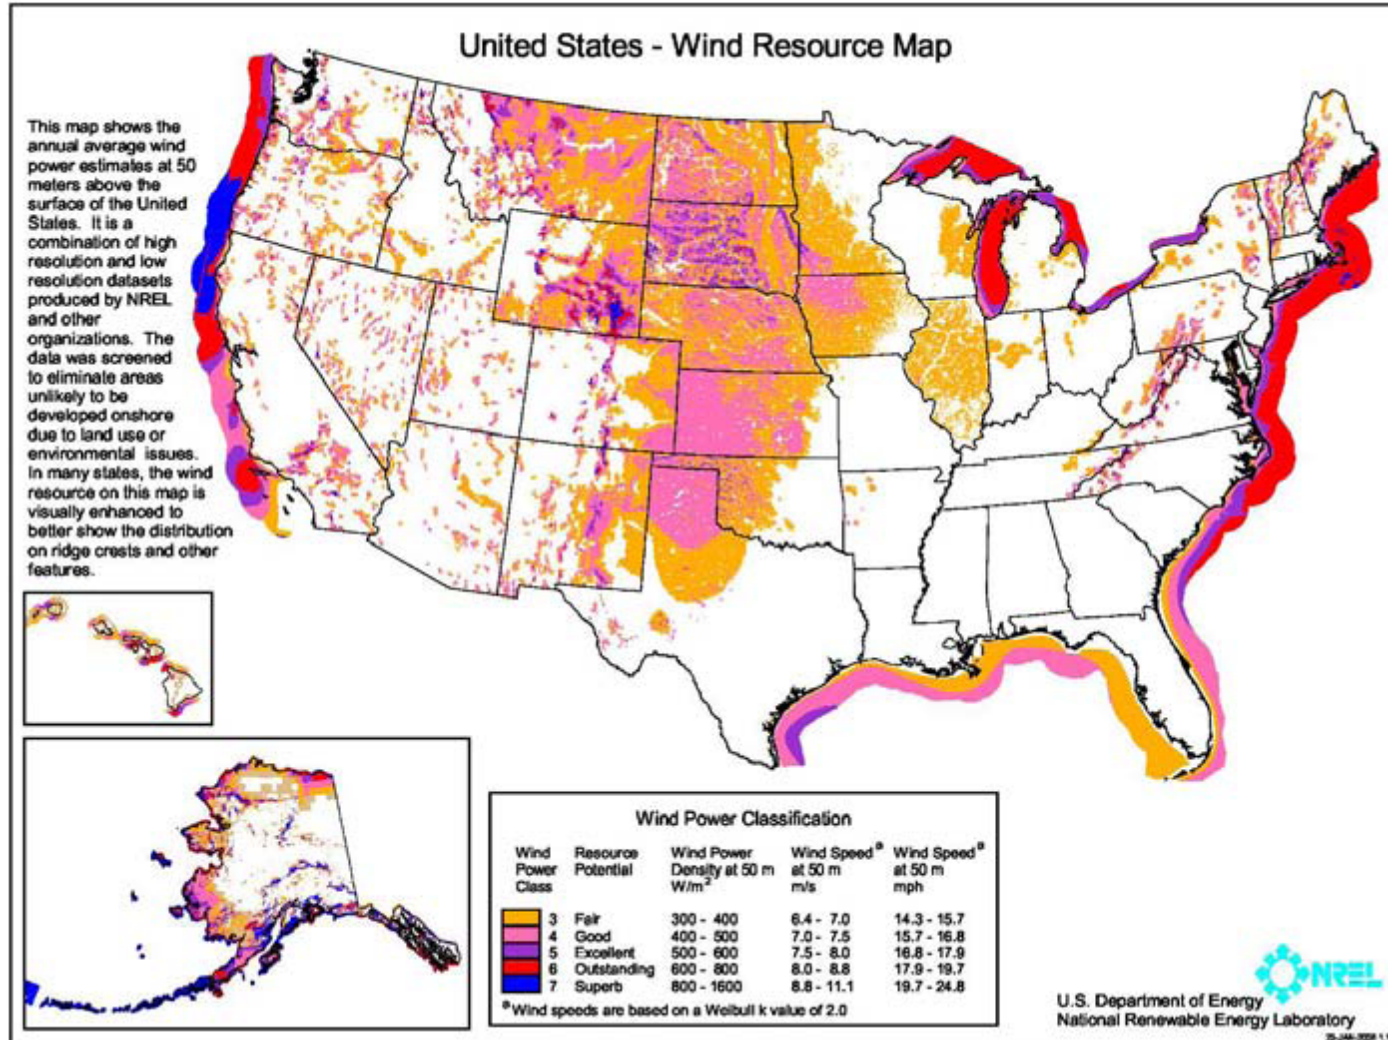 United States - Wind Resource Map
This map shows the
annual average wind
power estimates at 50
meters above the
surface of the United
States. It is a
combination of high
resolution and low
resolution datasets
produced by NREL
and other
organizations. The
data was screened
to eliminate areas
unlikely to be
developed onshore
due to land use or
environmental issues.
In many states, the wind
resource on this map is
visually enhanced to
better show the distribution
on ridge crests and other
features.
Wind Power Classification
Wind Power Class Resource Potential Wind Power Density at 50 m W/m² Wind Speed ª at 50 m m/s Wind Speed ª at 50 m mph
3 Fair 300 - 400 6.4 - 7.0 14.3 - 15.7
4 Good 400 - 500 7.0 - 7.5 15.7 - 16.8
5 Excellent 500 - 600 7.5 - 8.0 16.8 - 17.9
6 Outstanding 600 - 800 8.0 - 8.8 17.9 - 19.7
7 Superb 800 - 1600 8.8 - 11.1 19.7 - 24.8
ª Wind speeds are based on a Weibull k value of 2.0
NREL
U.S. Department of Energy
National Renewable Energy Laboratory